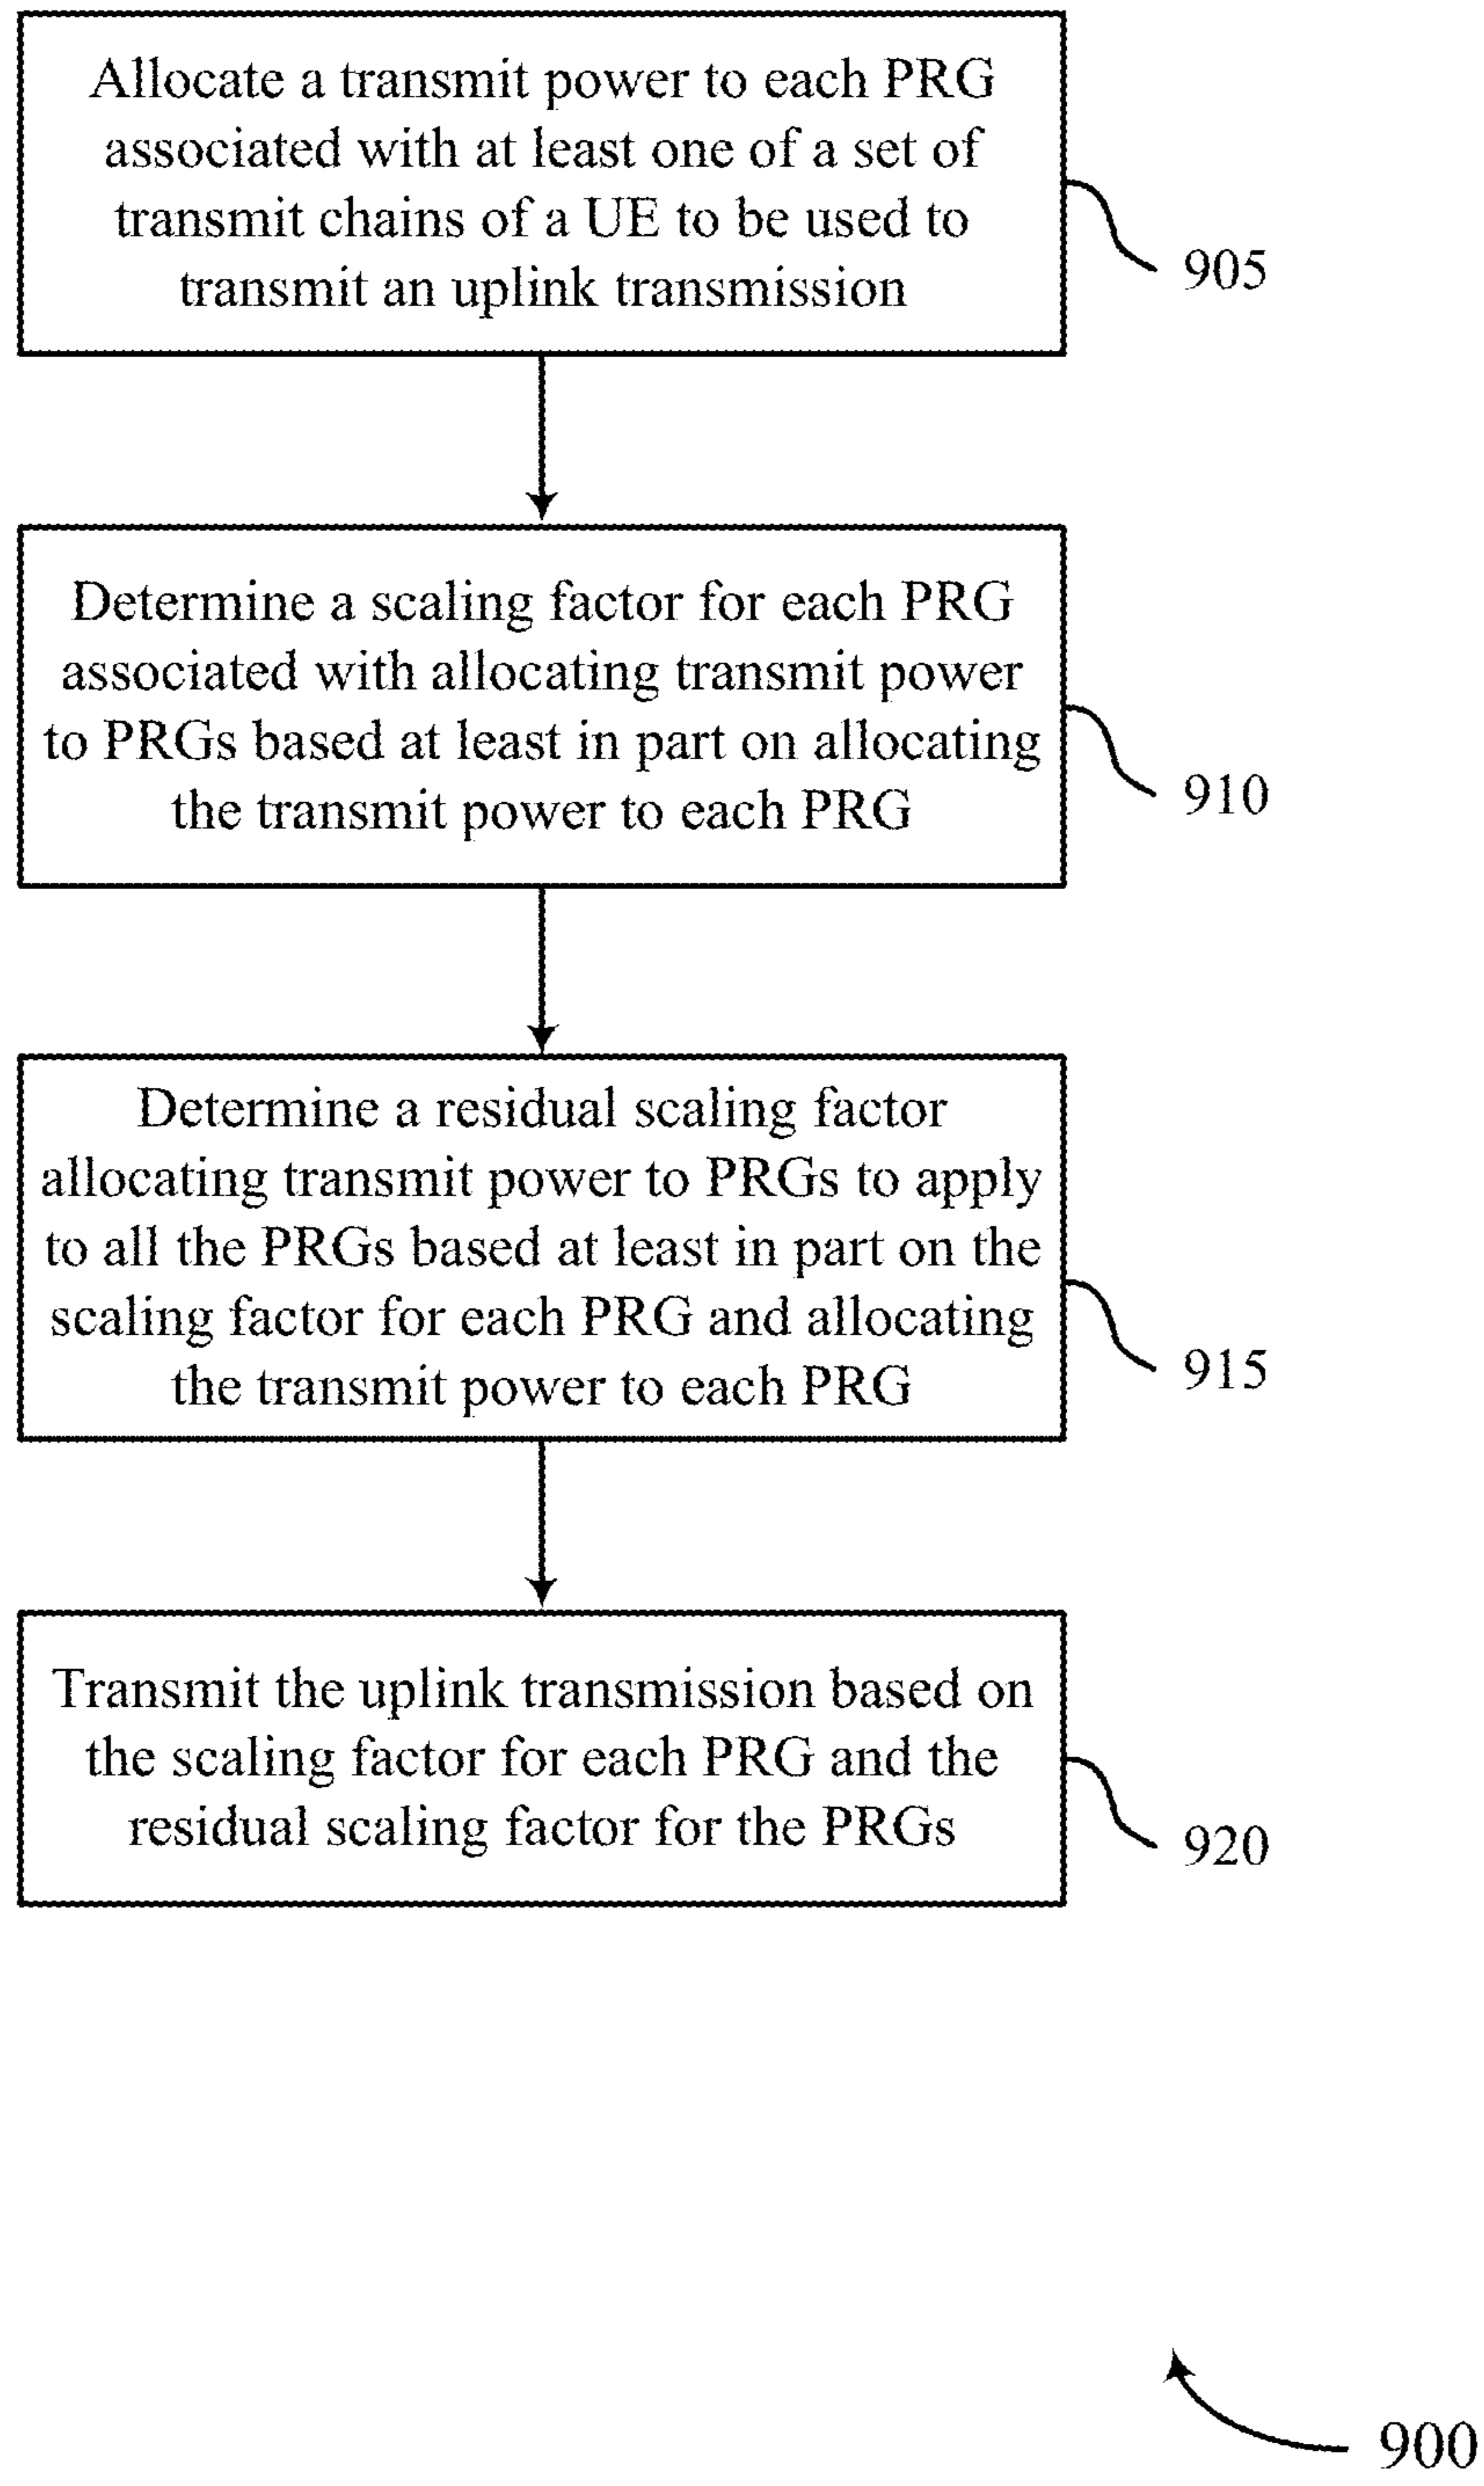 Allocate a transmit power to each PRG
associated with at least one of a set of
transmit chains of a UE to be used to
transmit an uplink transmission
905
Determine a scaling factor for each PRG
associated with allocating transmit power
to PRGs based at least in part on allocating
the transmit power to each PRG
910
Determine a residual scaling factor
allocating transmit power to PRGs to apply
to all the PRGs based at least in part on the
scaling factor for each PRG and allocating
the transmit power to each PRG
915
Transmit the uplink transmission based on
the scaling factor for each PRG and the
residual scaling factor for the PRGs
920
900